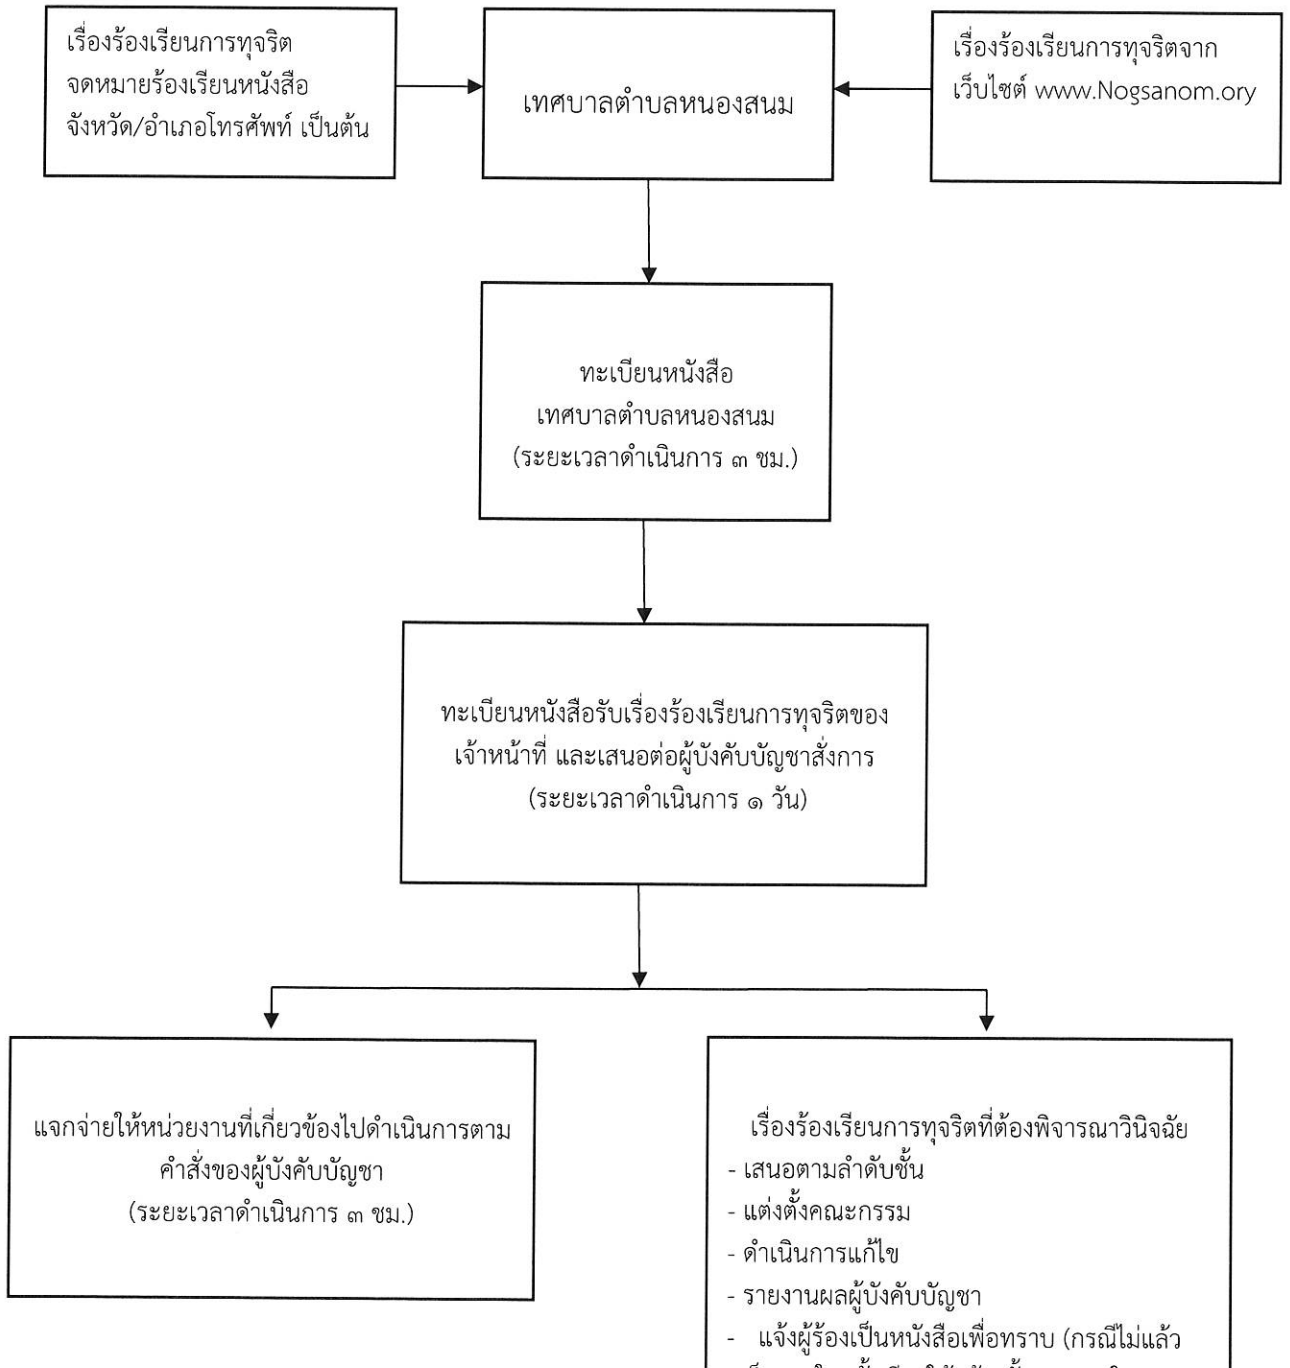 เรื่องร้องเรียนการทุจริต
จดหมายร้องเรียนหนังสือ
จังหวัด/อำเภอโทรศัพท์ เป็นต้น
เทศบาลตำบลหนองสนม
เรื่องร้องเรียนการทุจริตจาก
เว็บไซต์ www.Nogsanom.ory
ทะเบียนหนังสือ
เทศบาลตำบลหนองสนม
(ระยะเวลาดำเนินการ ๓ ชม.)
ทะเบียนหนังสือรับเรื่องร้องเรียนการทุจริตของ
เจ้าหน้าที่ และเสนอต่อผู้บังคับบัญชาสั่งการ
(ระยะเวลาดำเนินการ ๑ วัน)
แจกจ่ายให้หน่วยงานที่เกี่ยวข้องไปดำเนินการตาม
คำสั่งของผู้บังคับบัญชา
(ระยะเวลาดำเนินการ ๓ ชม.)
เรื่องร้องเรียนการทุจริตที่ต้องพิจารณาวินิจฉัย
- เสนอตามลำดับชั้น
- แต่งตั้งคณะกรรม
- ดำเนินการแก้ไข
- รายงานผลผู้บังคับบัญชา
- แจ้งผู้ร้องเป็นหนังสือเพื่อทราบ (กรณีไม่แล้ว